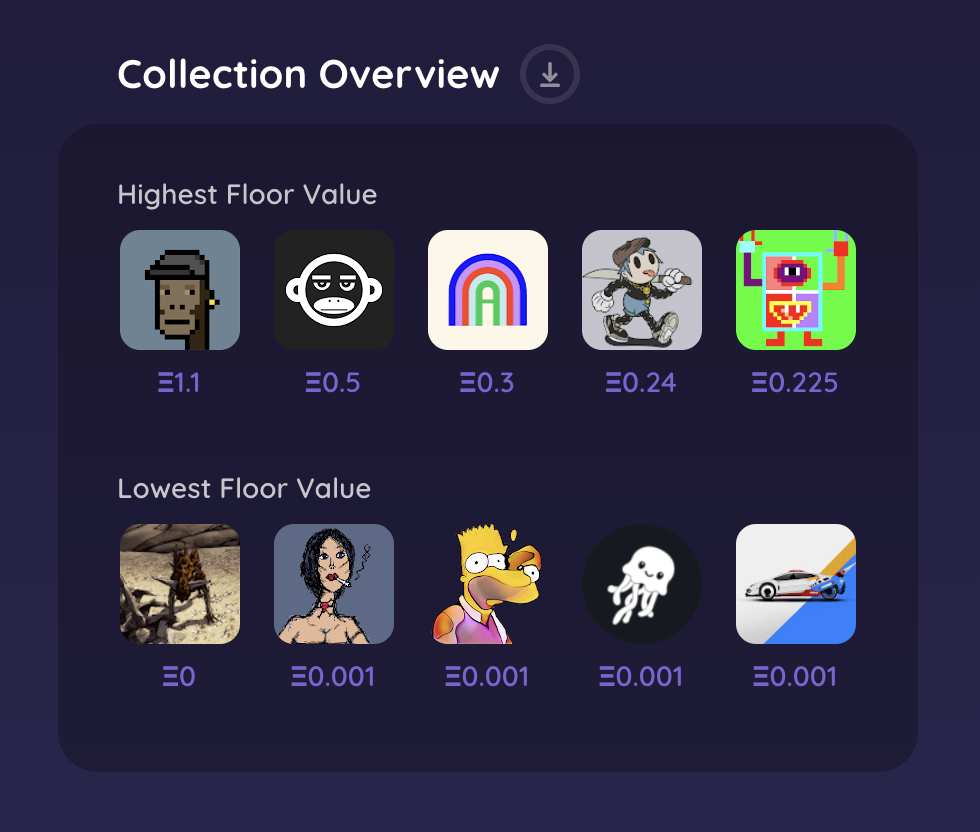 Collection Overview
Highest Floor Value
A
Ξ1.1 Ξ0.5 Ξ0.3 Ξ0.24 Ξ0.225
Lowest Floor Value
Ξ0 Ξ0.001 Ξ0.001 Ξ0.001 Ξ0.001